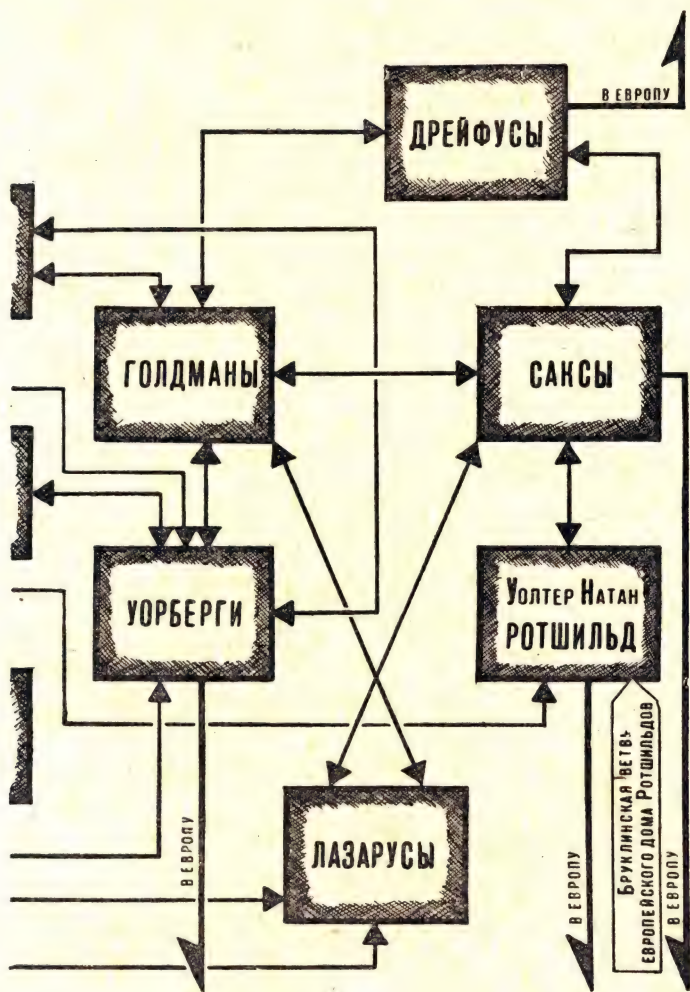 В ЕВРОПУ
ДРЕЙФУСЫ
ГОЛДМАНЫ
САКСЫ
УОРБЕРГИ
УОЛТЕР НАТАН
РОТШИЛЬД
ЛАЗАРУСЫ
В ЕВРОПУ
В ЕВРОПУ
БРУКЛИНСКАЯ ВЕТВЬ
ЕВРОПЕЙСКОГО ДОМА РОТШИЛЬДОВ
В ЕВРОПУ